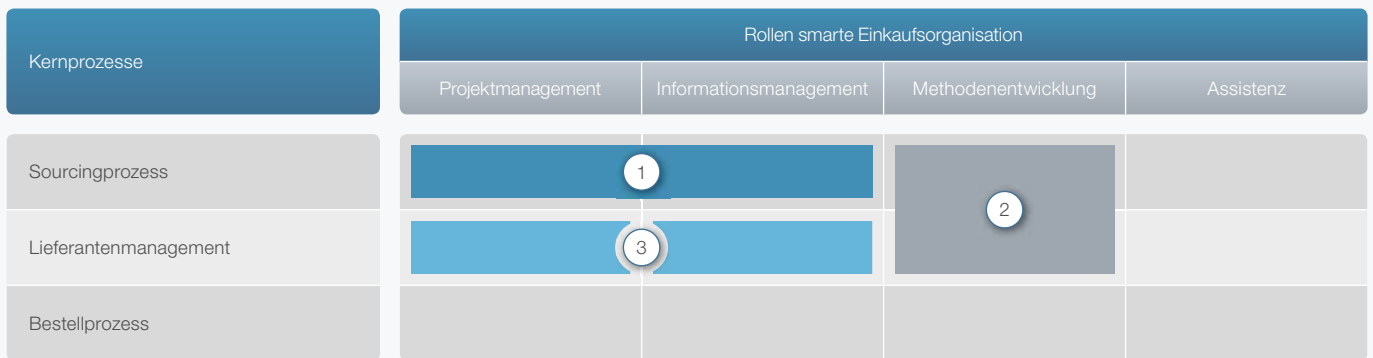 Kernprozesse
Rollen smarte Einkaufsorganisation
Projektmanagement
Informationsmanagement
Methodenentwicklung
Assistenz
Sourcingprozess
1
2
Lieferantenmanagement
3
Bestellprozess